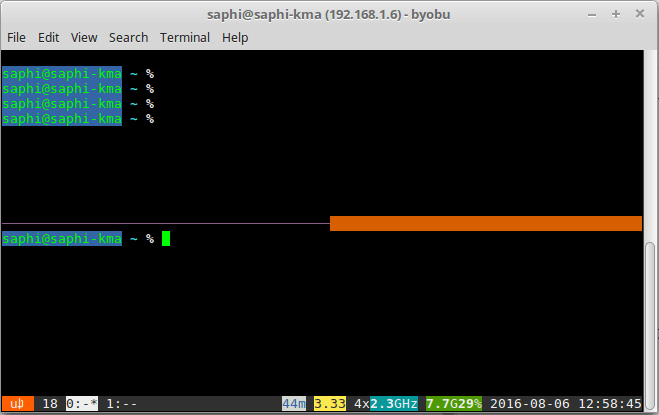 saphi@saphi-kma (192.168.1.6) - byobu
File Edit View Search Terminal Help
saphi@saphi-kma ~ %
saphi@saphi-kma ~ %
saphi@saphi-kma ~ %
saphi@saphi-kma ~ %
saphi@saphi-kma ~ %
18 0:-* 1:-- 44m 3.33 4x2.3GHz 7.7G29% 2016-08-06 12:58:45